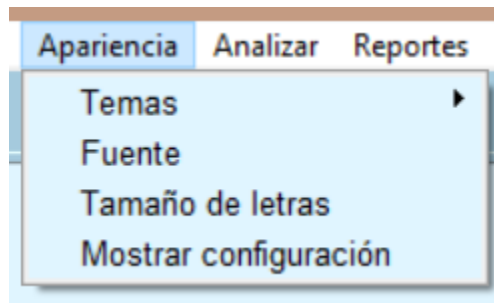 Apariencia Analizar Reportes
Temas
Fuente
Tamaño de letras
Mostrar configuración